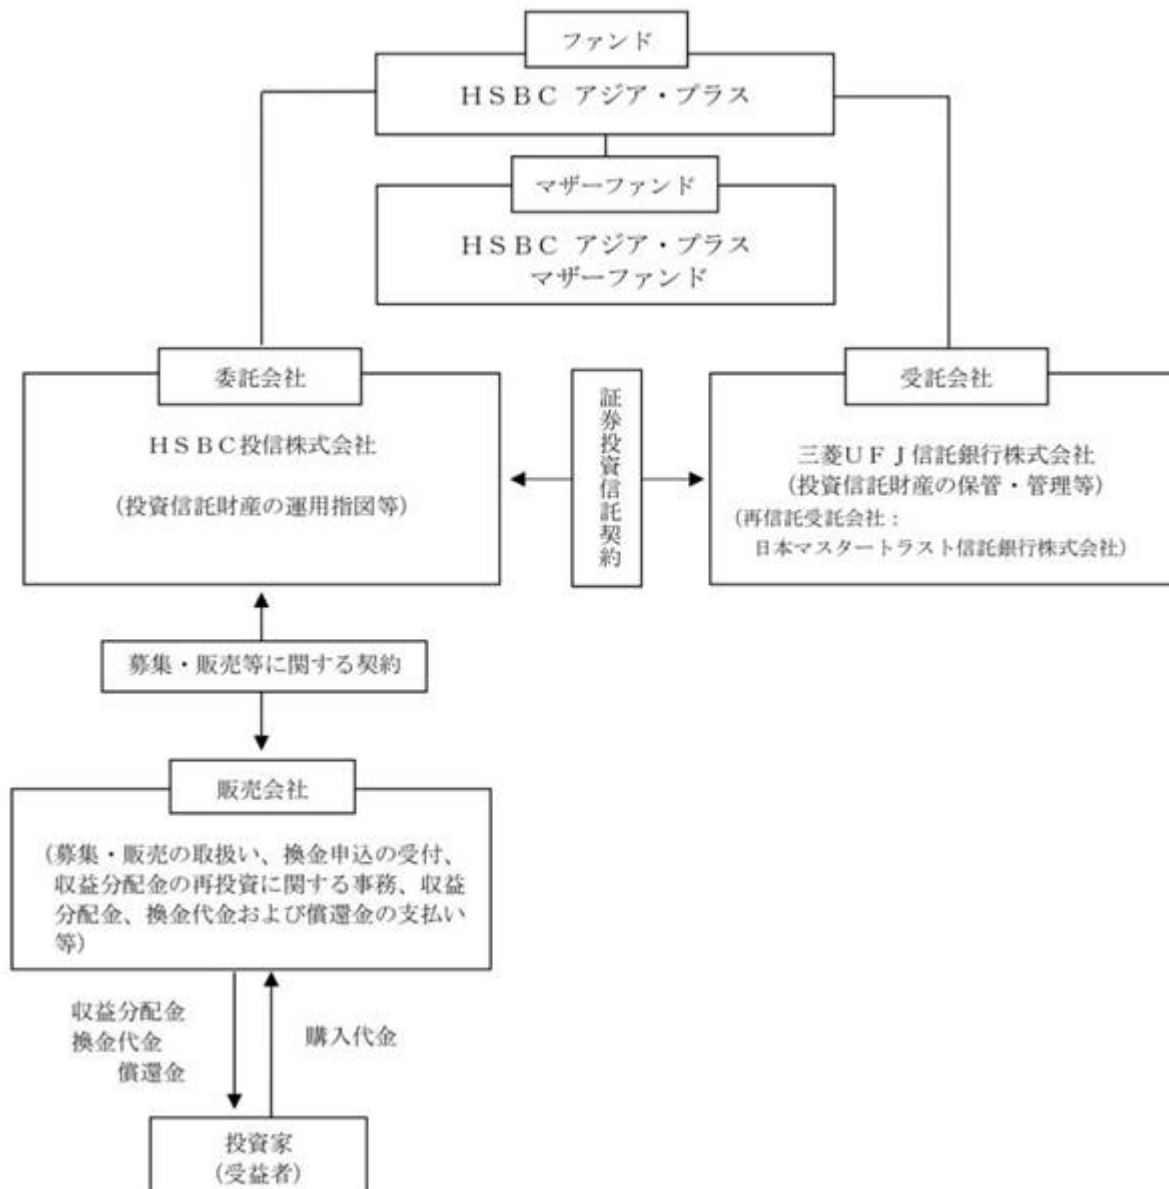 ファンド
HSBC アジア・プラス
マザーファンド
HSBC アジア・プラス
マザーファンド
委託会社
HSBC投信株式会社
(投資信託財産の運用指図等)
証券投資信託契約
受託会社
三菱UFJ信託銀行株式会社
(投資信託財産の保管・管理等)
(再信託受託会社:
日本マスタートラスト信託銀行株式会社)
募集・販売等に関する契約
販売会社
(募集・販売の取扱い、換金申込の受付、
収益分配金の再投資に関する事務、収益
分配金、換金代金および償還金の支払い
等)
収益分配金
換金代金
償還金
購入代金
投資家
(受益者)